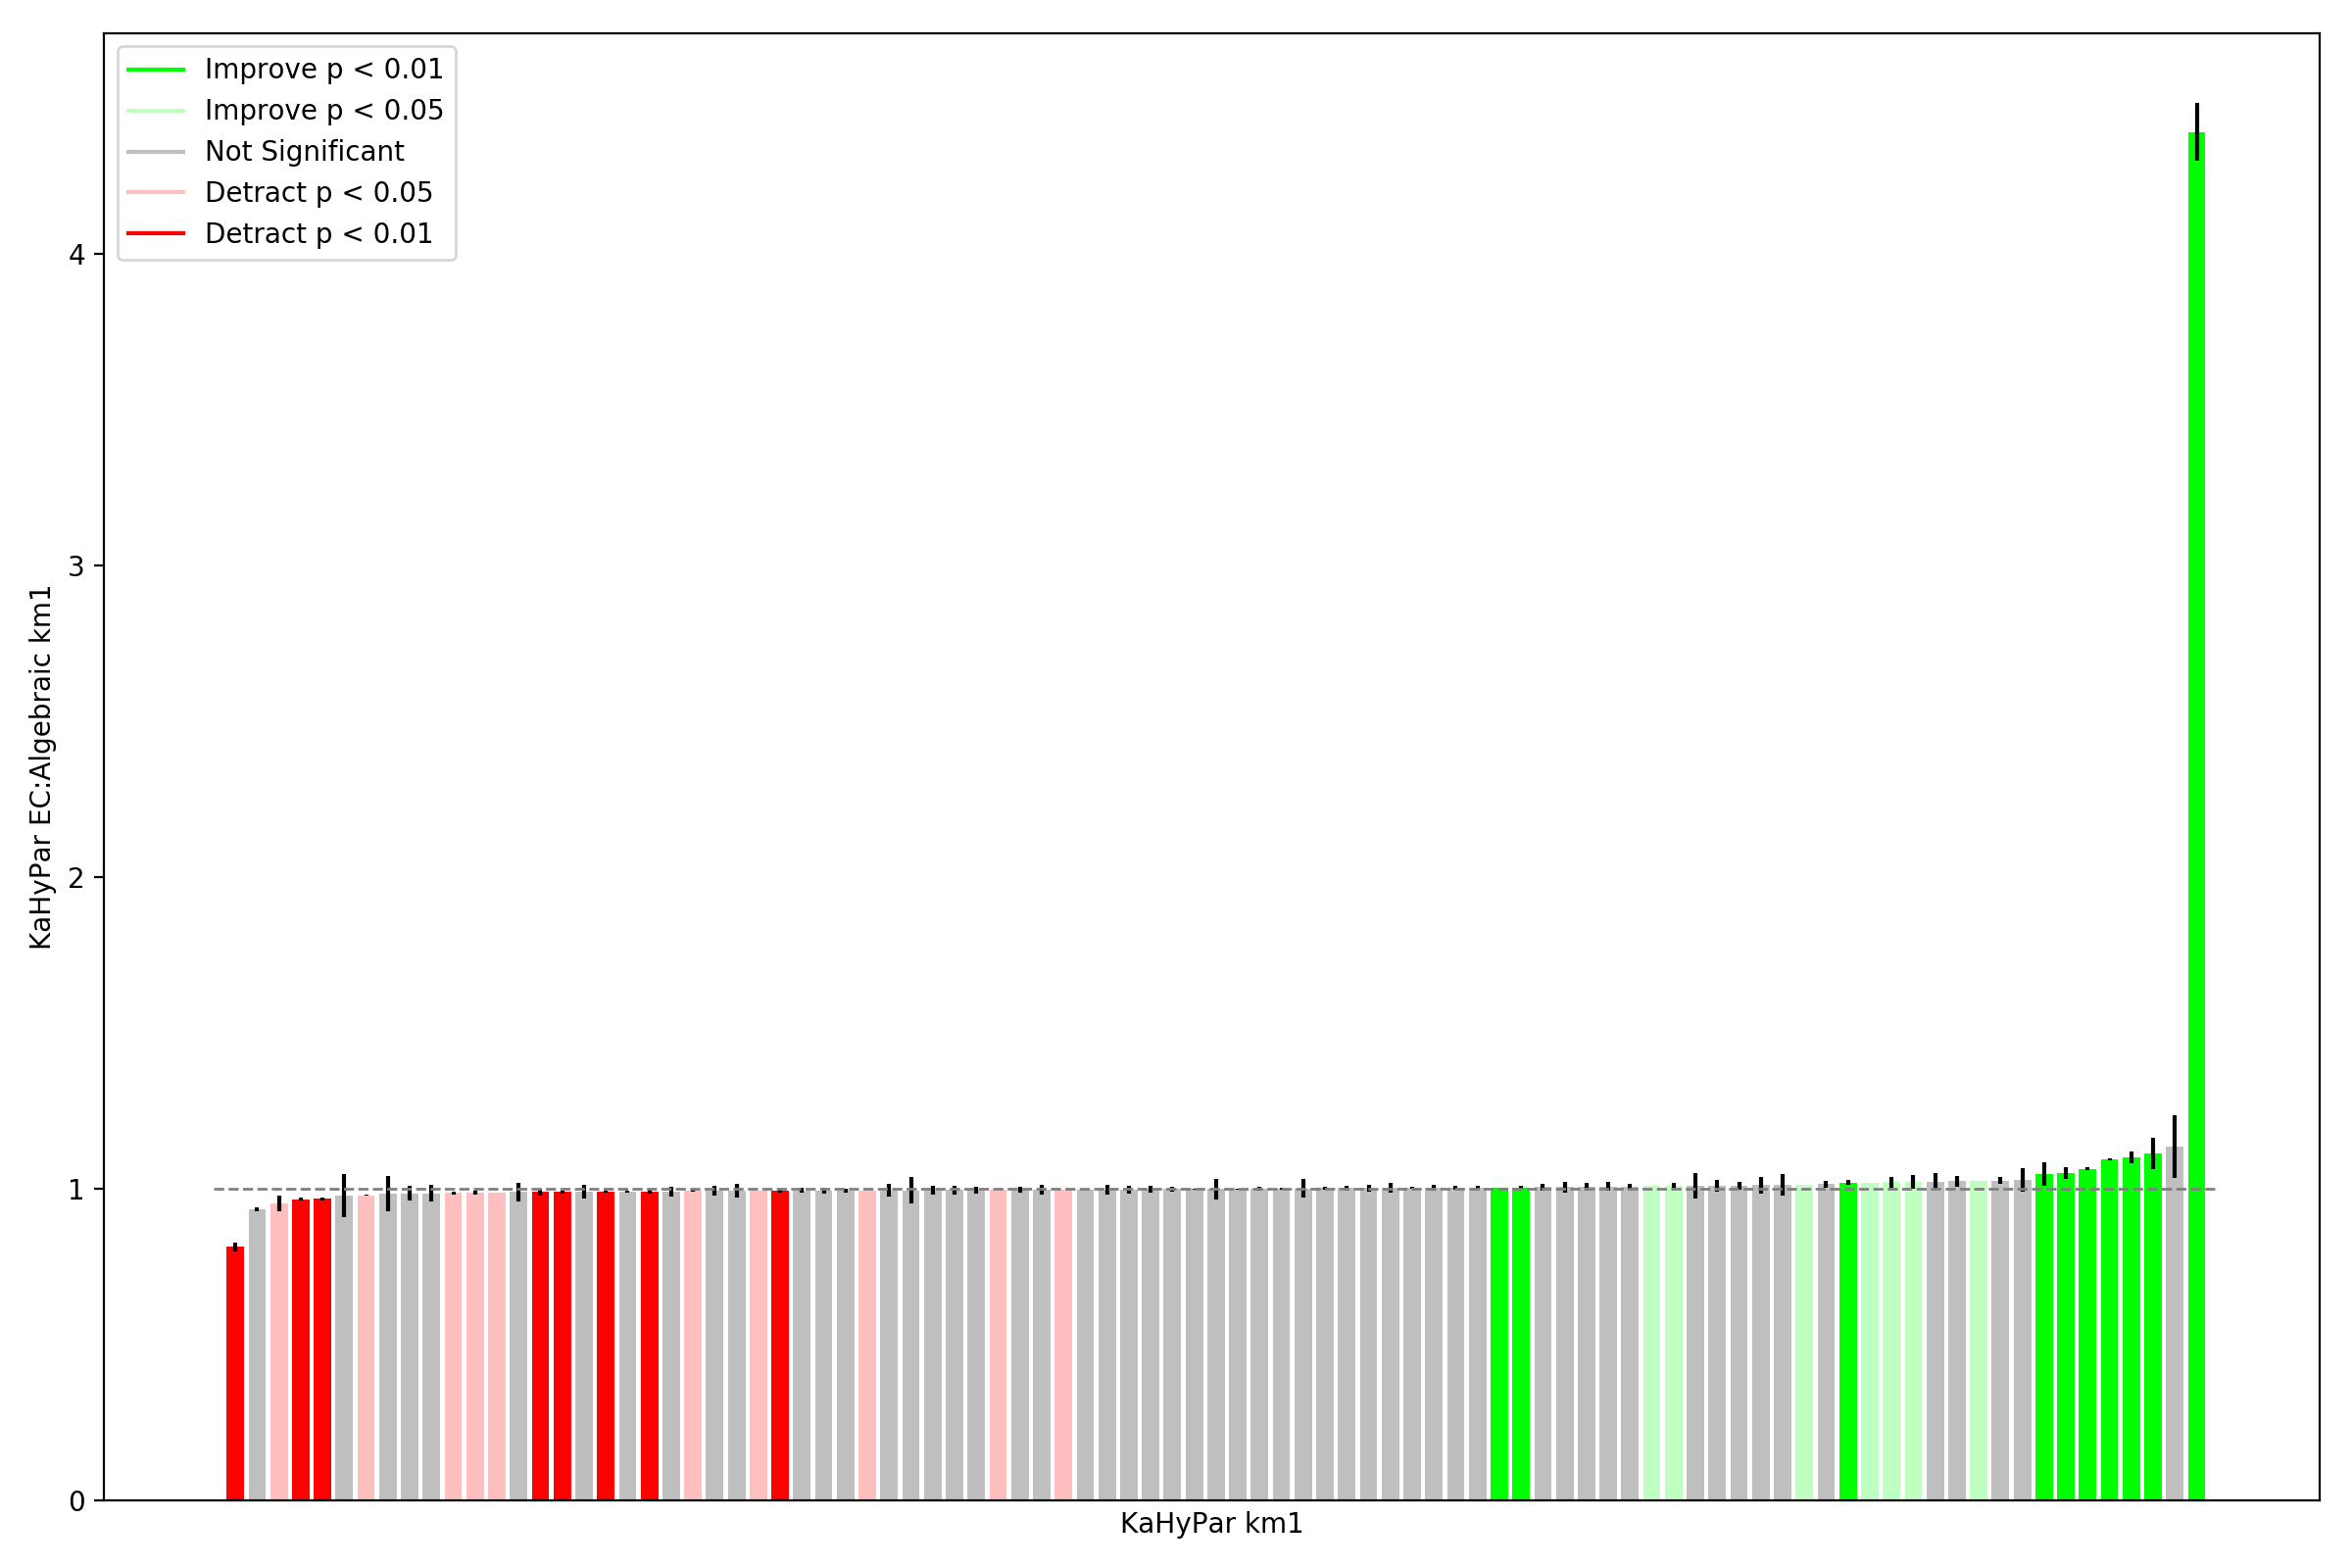 Improve p < 0.01
Improve p < 0.05
Not Significant
Detract p < 0.05
Detract p < 0.01
4
3
2
1
0
KaHyPar EC:Algebraic km1
KaHyPar km1